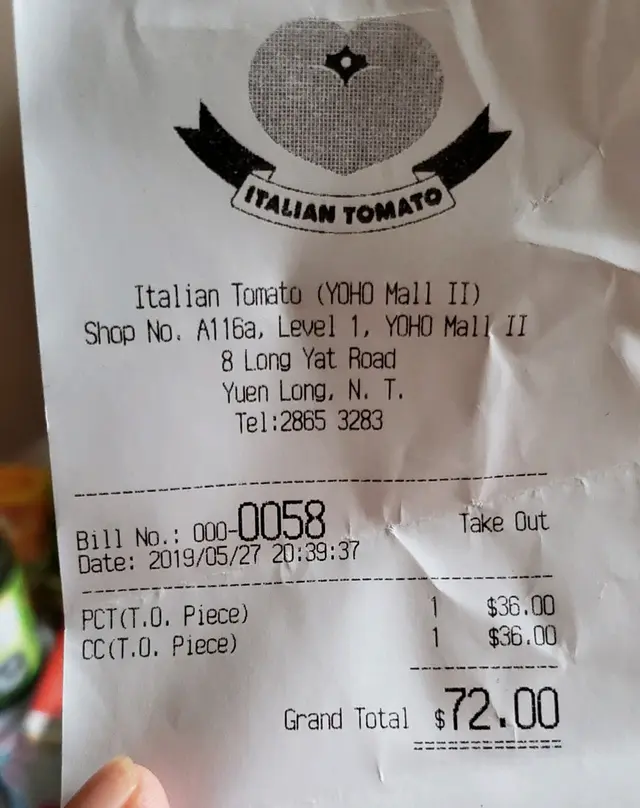 ITALIAN TOMATO
Italian Tomato (YOHO Mall II)
Shop No. A116a, Level 1, YOHO Mall II
8 Long Yat Road
Yuen Long, N. T.
Tel:2865 3283
Bill No.: 000-0058 Take Out
Date: 2019/05/27 20:39:37
PCT(T.O. Piece) 1 $36.00
CC(T.O. Piece) 1 $36.00
Grand Total $72.00